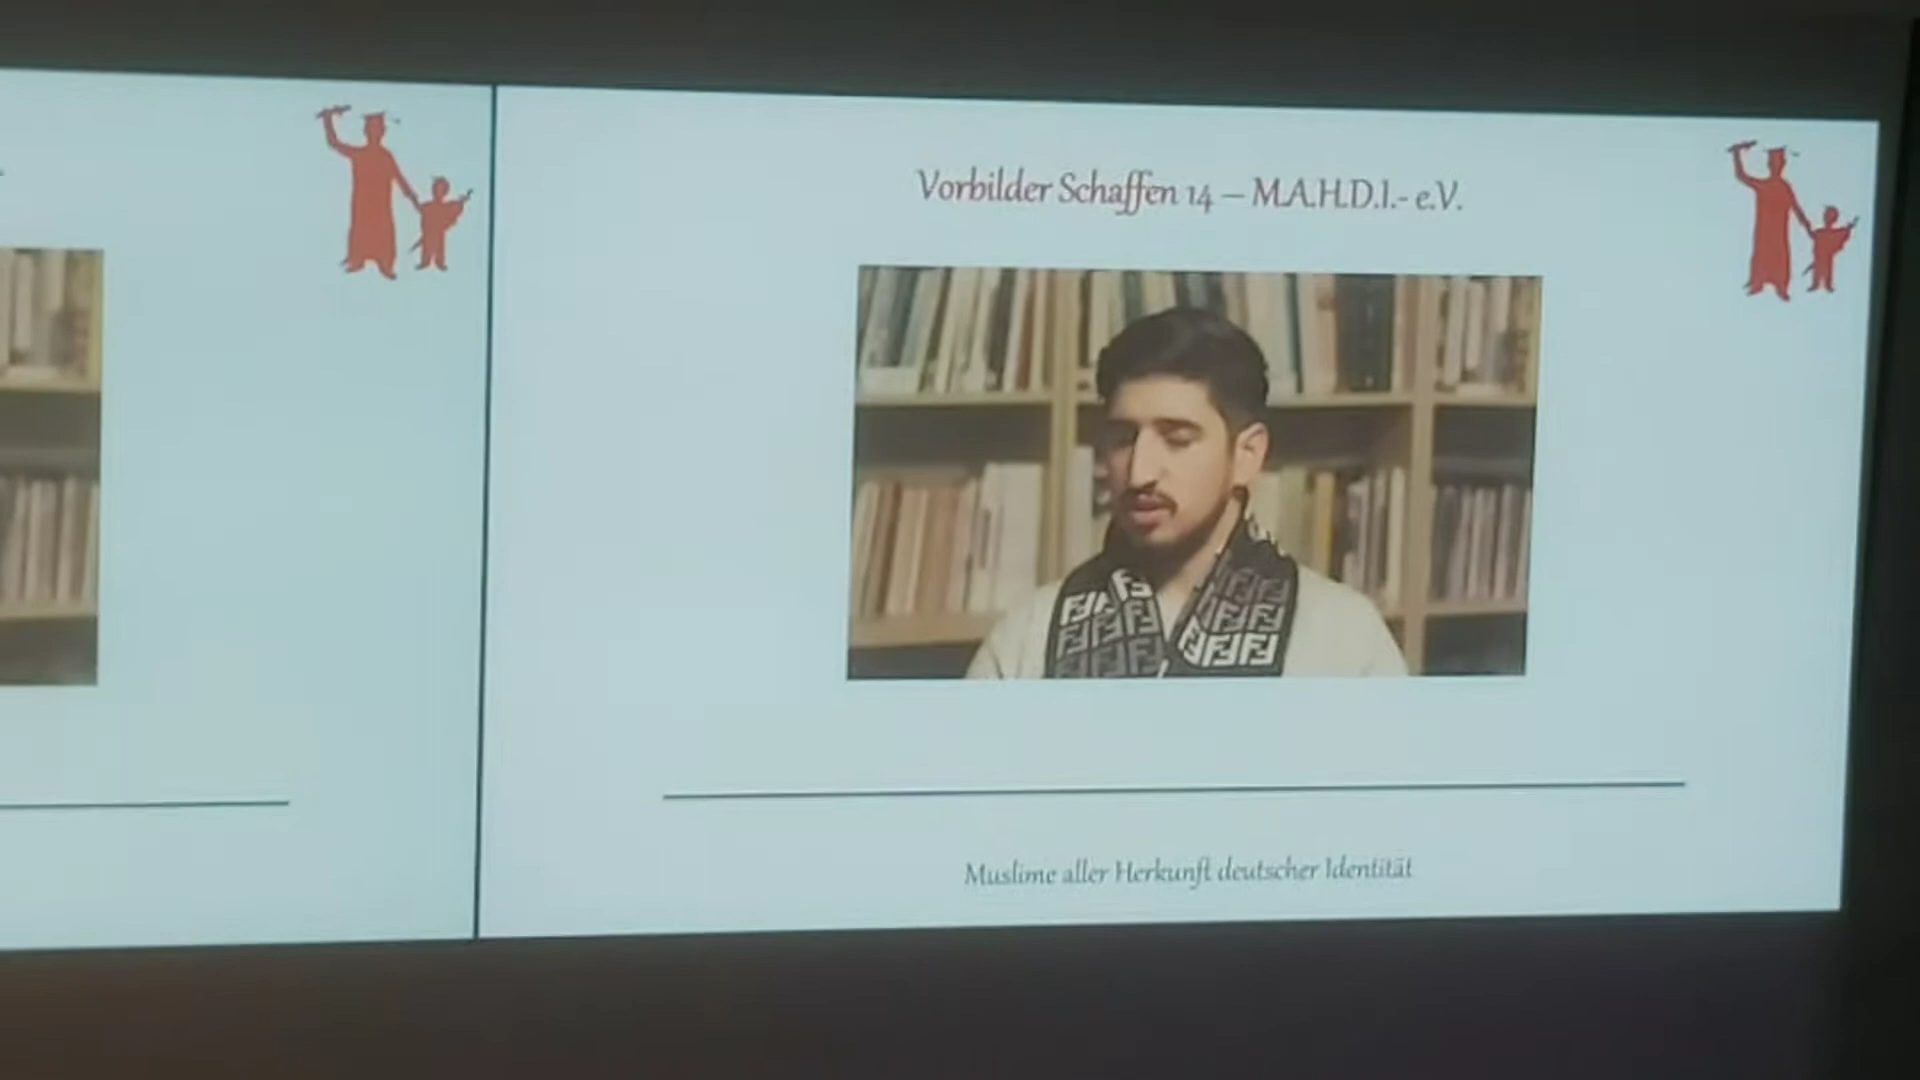 Vorbilder Schaffen 14 – M.A.H.D.I.- e.V.
Muslime aller Herkunft deutscher Identität